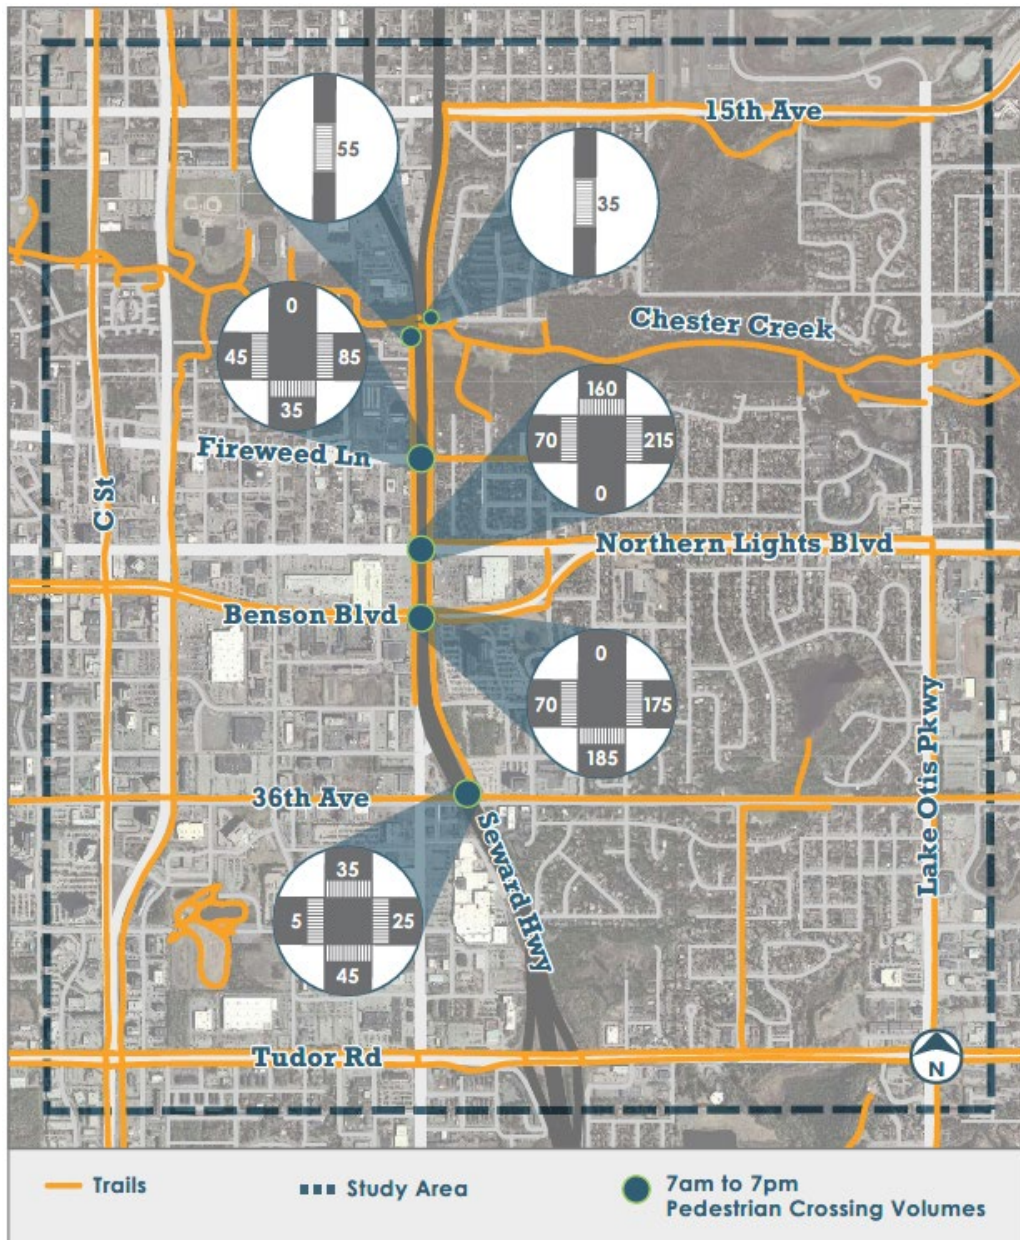 15th Ave
55
35
0
45
85
35
Chester Creek
160
70
215
0
Fireweed Ln
C St
Northern Lights Blvd
Benson Blvd
0
70
175
185
Lake Otis Pkwy
36th Ave
Seward Hwy
35
5
25
45
Tudor Rd
N
Trails
Study Area
7am to 7pm
Pedestrian Crossing Volumes